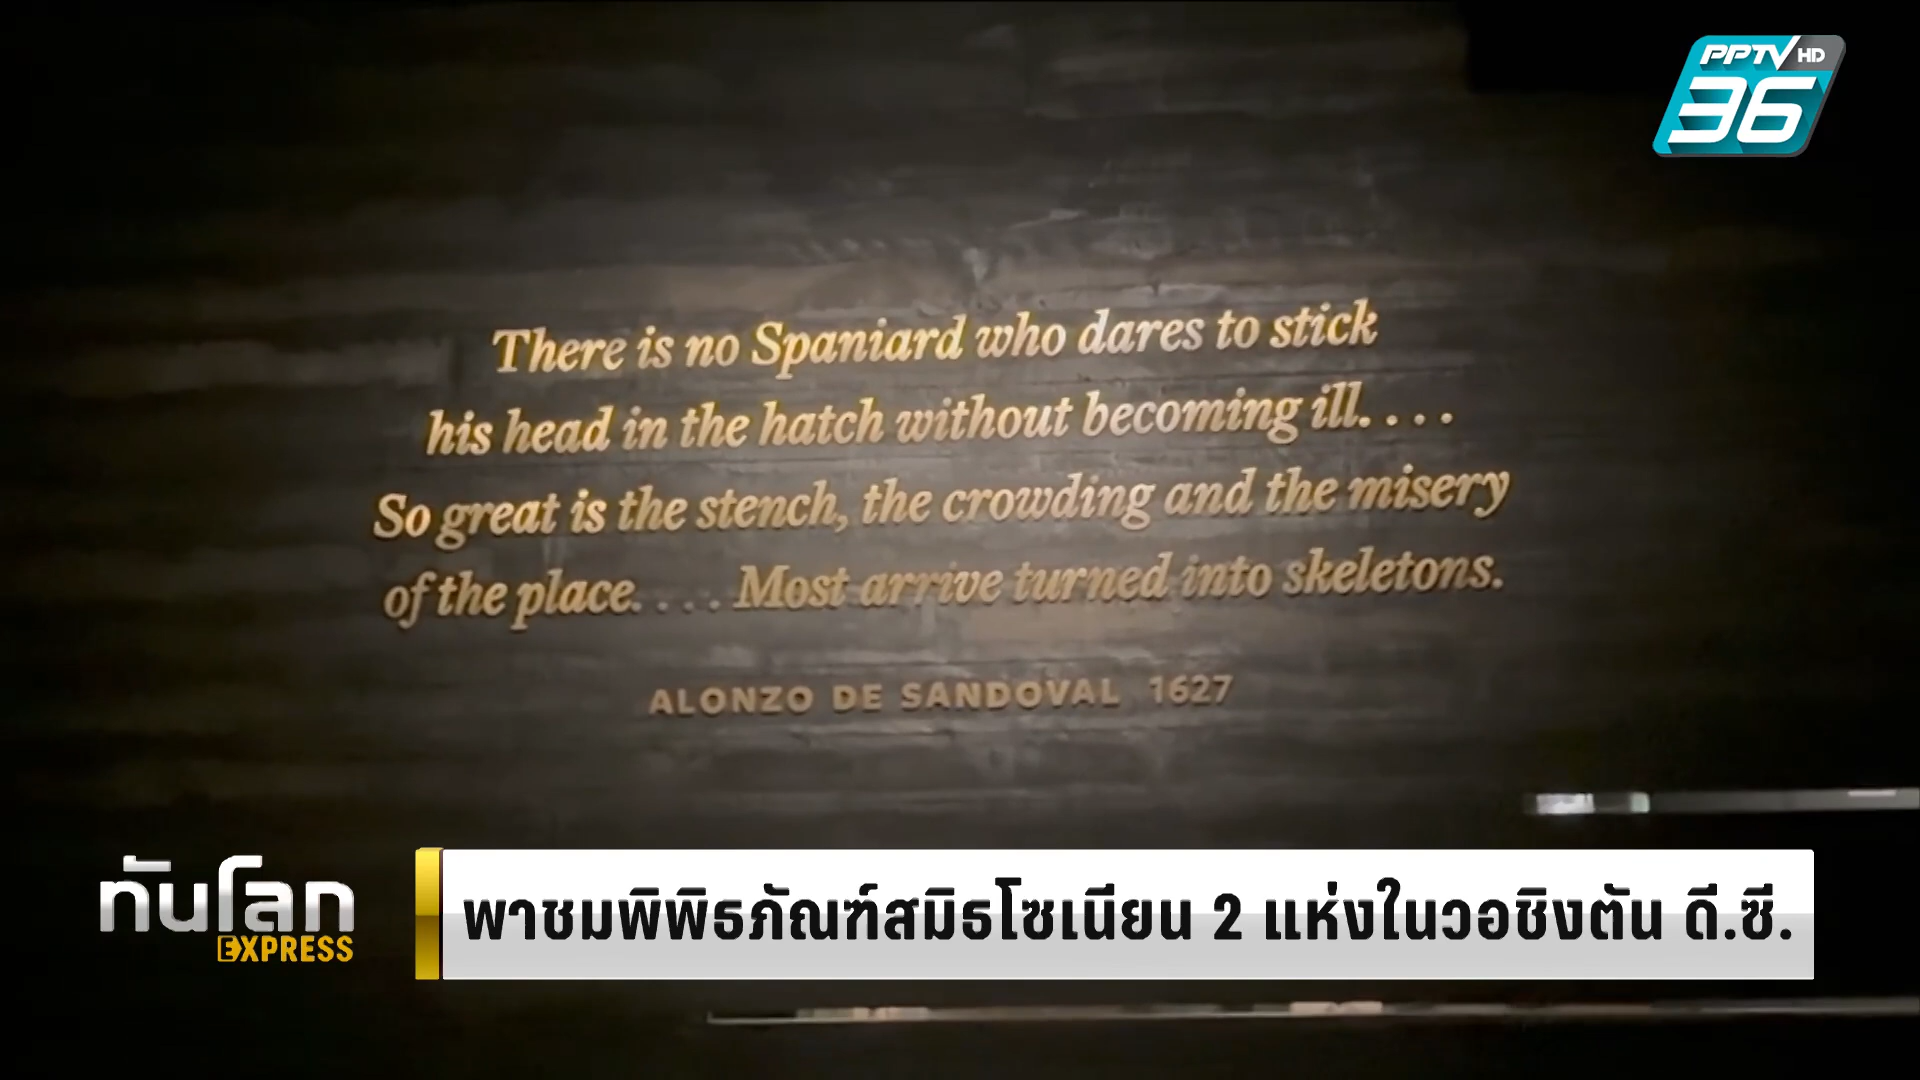 PPTV HD
36
There is no Spaniard who dares to stick
his head in the hatch without becoming ill. . . .
So great is the stench, the crowding and the misery
of the place. . . . Most arrive turned into skeletons.
ALONZO DE SANDOVAL 1627
ทันโลก
EXPRESS
พาชมพิพิธภัณฑ์สมิธโซเนียน 2 แห่งในวอชิงตัน ดี.ซี.